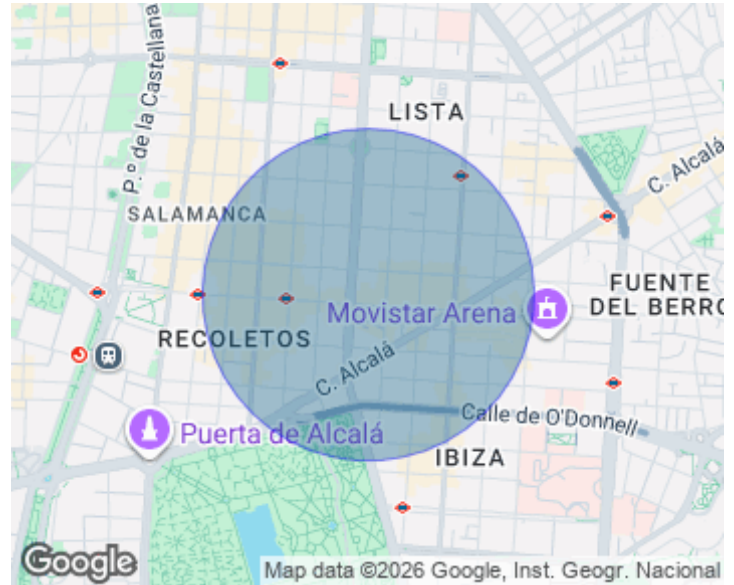 LISTA
P.º de la Castellana
C. Alcalá
SALAMANCA
FUENTE
DEL BERRO
Movistar Arena
RECOLETOS
C. Alcalá
Calle de O'Donnell
Puerta de Alcalá
IBIZA
Google
Map data ©2026 Google, Inst. Geogr. Nacional